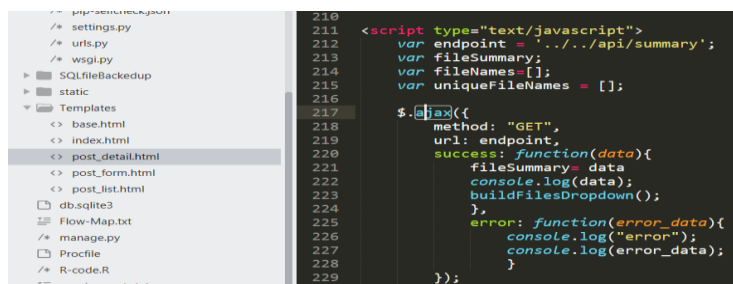 /* pip-selfcheck.json
/* settings.py
/* urls.py
/* wsgi.py
SQLfileBackedup
static
Templates
<> base.html
<> index.html
<> post_detail.html
<> post_form.html
<> post_list.html
db.sqlite3
Flow-Map.txt
/* manage.py
Procfile
/* R-code.R
210
211 <script type="text/javascript">
212 var endpoint = '../../api/summary';
213 var fileSummary;
214 var fileNames=[];
215 var uniqueFileNames = [];
216
217 $.ajax({
218 method: "GET",
219 url: endpoint,
220 success: function(data){
221 fileSummary= data
222 console.log(data);
223 buildFilesDropdown();
224 },
225 error: function(error_data){
226 console.log("error");
227 console.log(error_data);
228 }
229 });